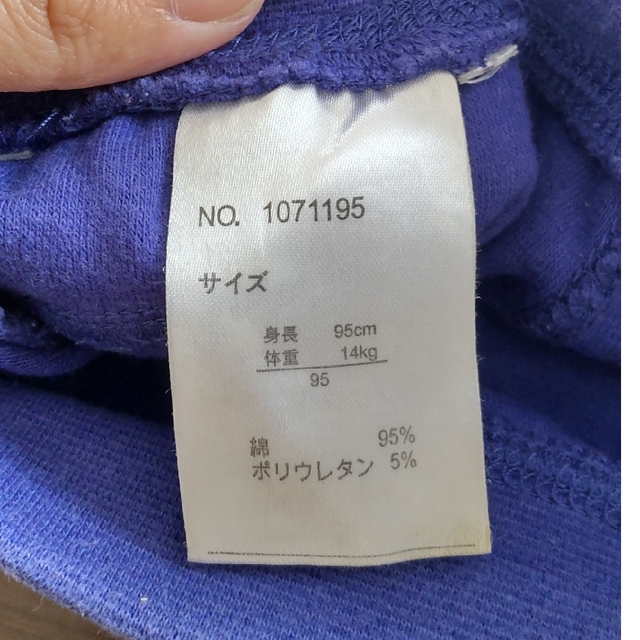 NO. 1071195
サイズ
身長 95cm
体重 14kg
95
綿 95%
ポリウレタン 5%